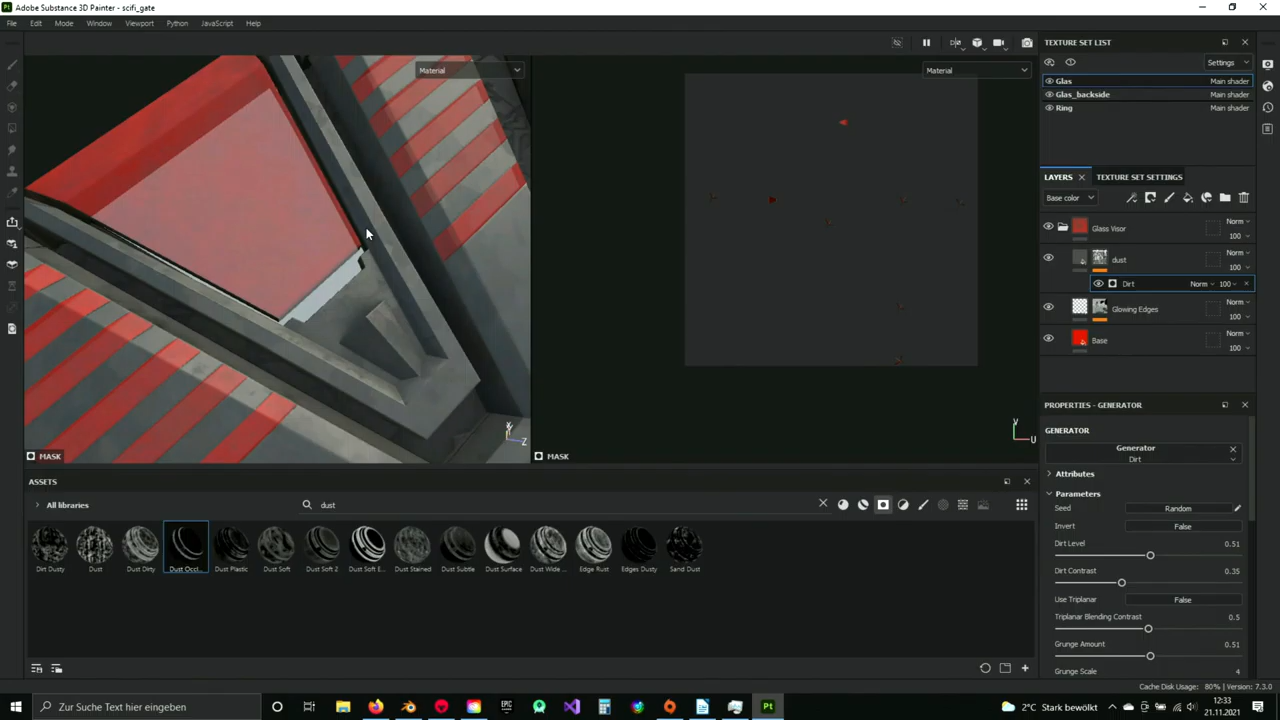 Adobe Substance 3D Painter - scifi_gate
File Edit Mode Window Viewport Python JavaScript Help
Material
Material
MASK
MASK
Z
V
U
TEXTURE SET LIST
Settings
Glas Main shader
Glas_backside Main shader
Ring Main shader
LAYERS TEXTURE SET SETTINGS
Base color
Glass Visor Norm 100
dust Norm 100
Dirt Norm 100
Glowing Edges Norm 100
Base Norm 100
PROPERTIES - GENERATOR
GENERATOR
Generator
Dirt
Attributes
Parameters
Seed Random
Invert False
Dirt Level 0.51
Dirt Contrast 0.35
Use Triplanar False
Triplanar Blending Contrast 0.5
Grunge Amount 0.51
Grunge Scale 4
ASSETS
All libraries dust
Dirt Dusty Dust Dust Dirty Dust Occl... Dust Plastic Dust Soft Dust Soft 2 Dust Soft E... Dust Stained Dust Subtle Dust Surface Dust Wide ... Edge Rust Edges Dusty Sand Dust
Cache Disk Usage: 80% | Version: 7.3.0
Zur Suche Text hier eingeben
EPIC
Pt
2°C Stark bewölkt
12:33
21.11.2021